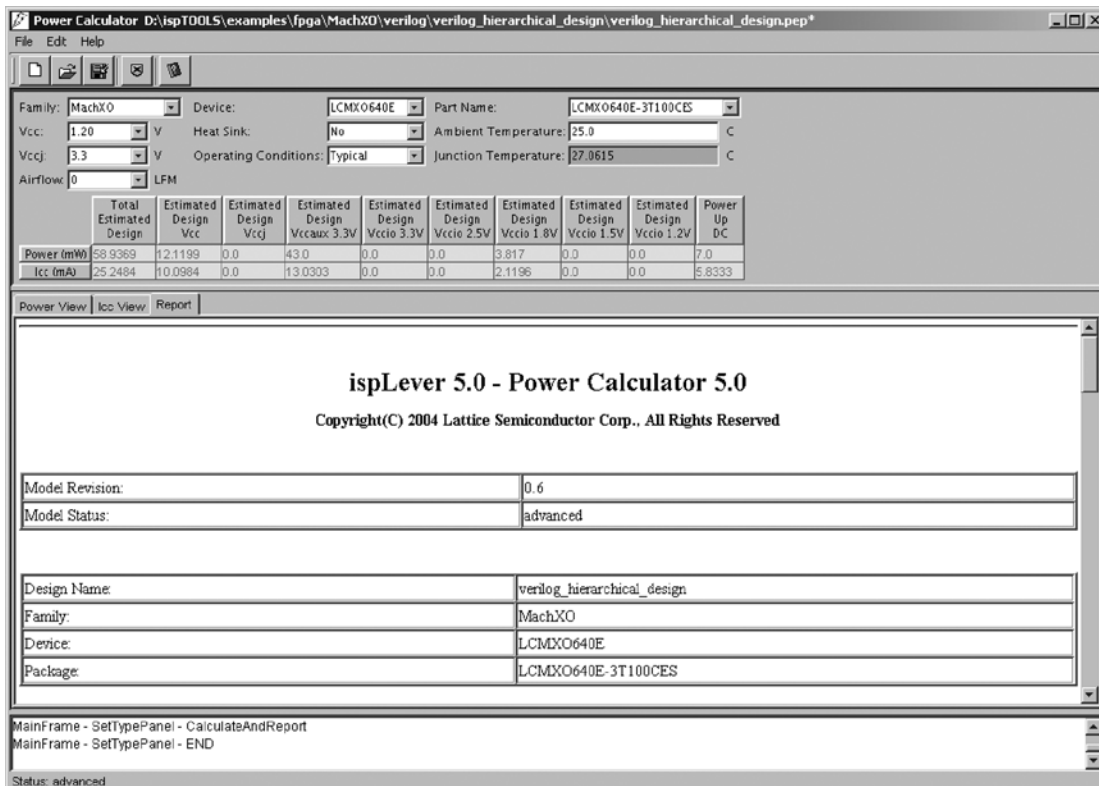 Power Calculator D:\ispTOOLS\examples\fpga\MachXO\verilog\verilog_hierarchical_design\verilog_hierarchical_design.pep*
File Edt Help
Family: MachXO Device: LCMXO640E Part Name: LCMXO640E-3T100CES
Vcc: 1.20 V Heat Sink: No Ambient Temperature: 25.0 C
Vccj: 3.3 V Operating Conditions: Typical Junction Temperature: 27.0615 C
Airflow: 0 LFM
Total Estimated Design
Estimated Design Vcc
Estimated Design Vccj
Estimated Design Vccaux 3.3V
Estimated Design Vccio 3.3V
Estimated Design Vccio 2.5V
Estimated Design Vccio 1.8V
Estimated Design Vccio 1.5V
Estimated Design Vccio 1.2V
Power Up DC
Power (mW) 58.9369 12.1199 0.0 43.0 0.0 0.0 3.817 0.0 0.0 7.0
Icc (mA) 25.2484 10.0984 0.0 13.0303 0.0 0.0 2.1196 0.0 0.0 5.8333
Power View Icc View Report
ispLever 5.0 - Power Calculator 5.0
Copyright(C) 2004 Lattice Semiconductor Corp., All Rights Reserved
Model Revision: 0.6
Model Status: advanced
Design Name: verilog_hierarchical_design
Family: MachXO
Device: LCMXO640E
Package: LCMXO640E-3T100CES
MainFrame - SetTypePanel - CalculateAndReport
MainFrame - SetTypePanel - END
Status: advanced